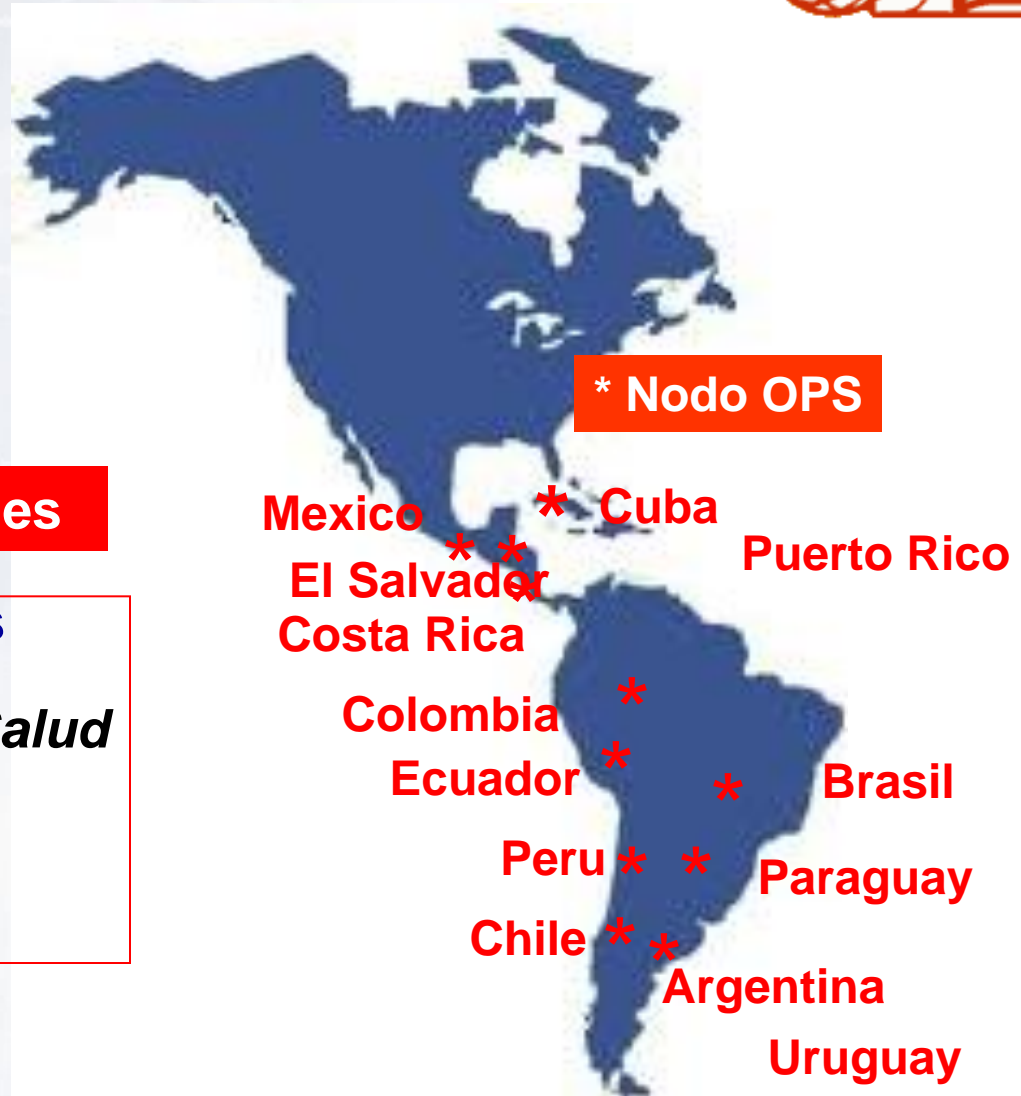 * Nodo OPS
es
Mexico
* Cuba
Puerto Rico
* *
El Salvador
*
s
Costa Rica
Salud
Colombia *
Ecuador *
* Brasil
Peru * * Paraguay
Chile * *
Argentina
Uruguay